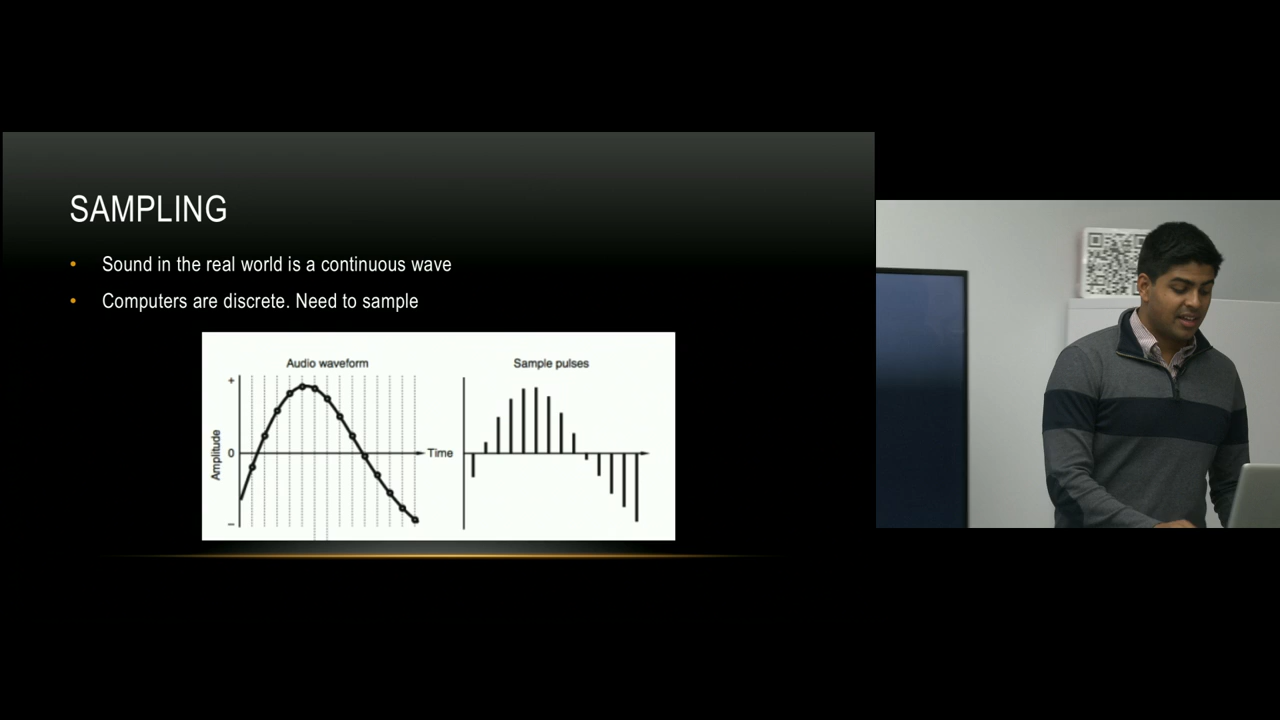 SAMPLING
• Sound in the real world is a continuous wave
• Computers are discrete. Need to sample
Audio waveform
Sample pulses
+
Amplitude
0
Time
–